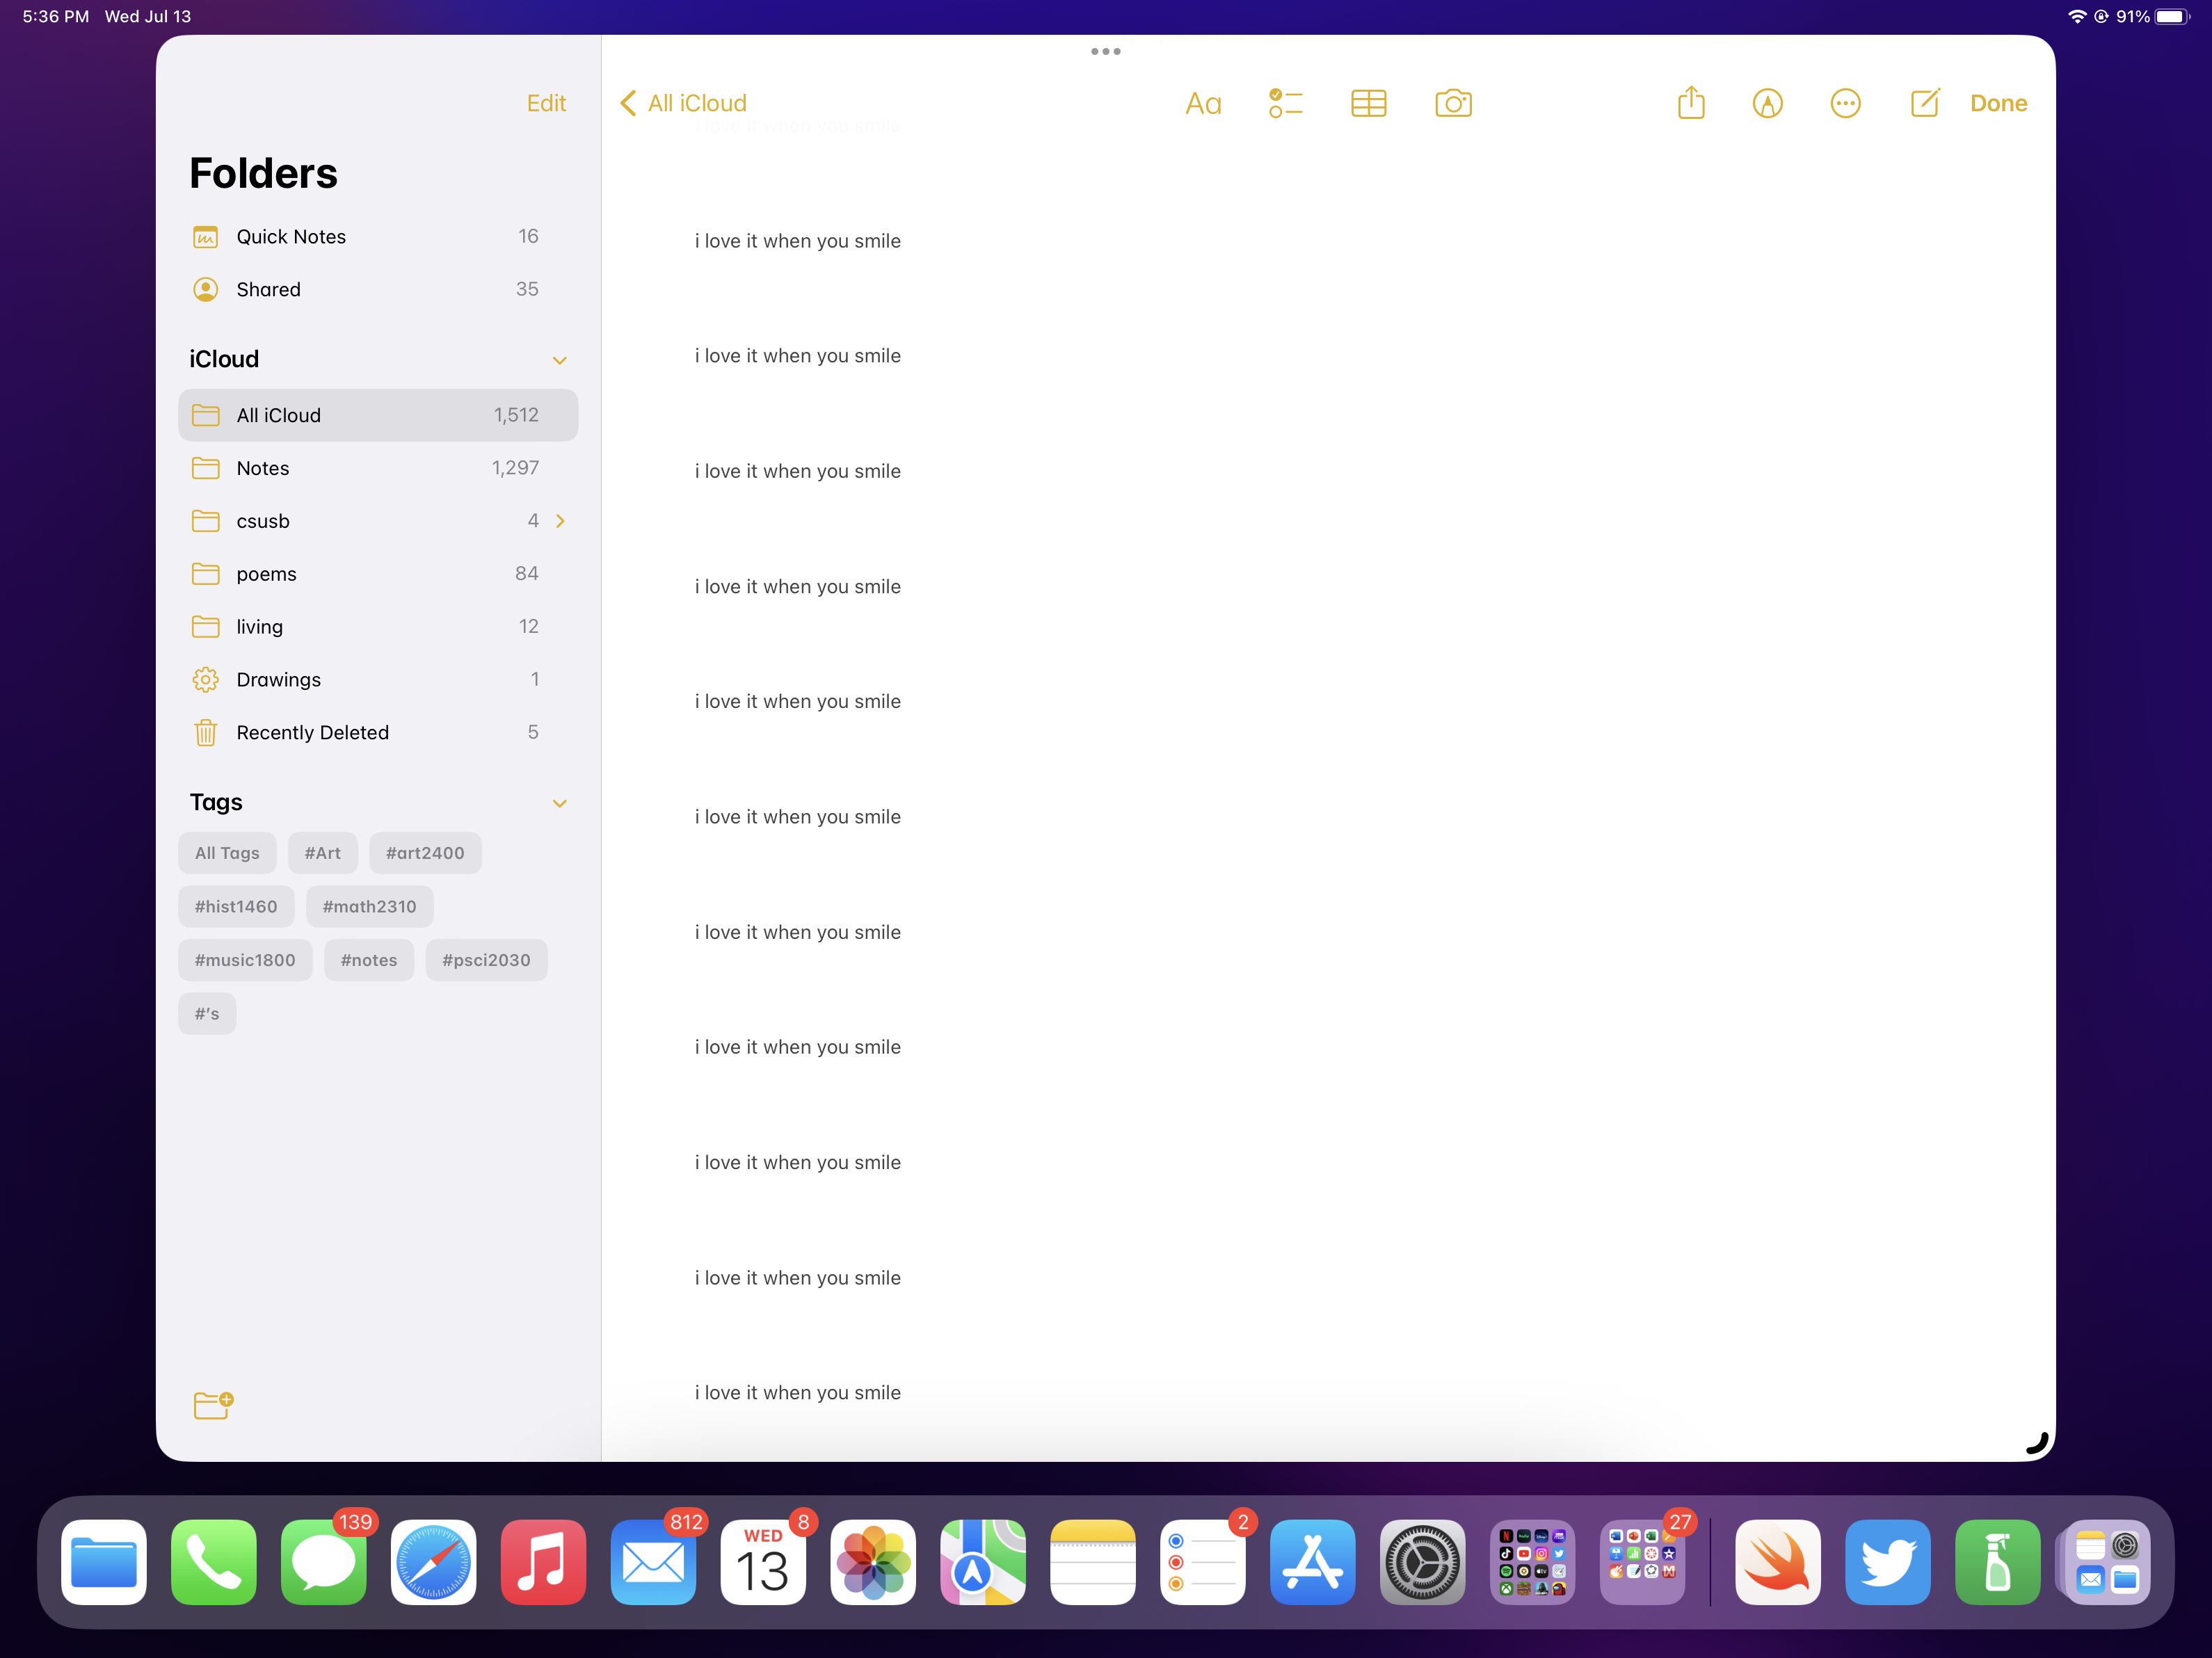 5:36 PM Wed Jul 13
91%
Edit
Folders
Quick Notes 16
Shared 35
iCloud
All iCloud 1,512
Notes 1,297
csusb 4
poems 84
living 12
Drawings 1
Recently Deleted 5
Tags
All Tags #Art #art2400
#hist1460 #math2310
#music1800 #notes #psci2030
#'s
All iCloud
Aa
Done
i love it when you smile
i love it when you smile
i love it when you smile
i love it when you smile
i love it when you smile
i love it when you smile
i love it when you smile
i love it when you smile
i love it when you smile
i love it when you smile
i love it when you smile
i love it when you smile
139
812
8
WED
13
2
27